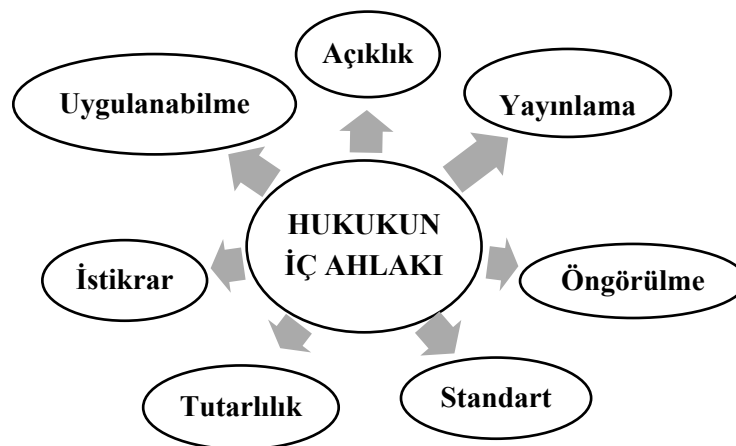 Açıklık
Uygulanabilme
Yayınlama
HUKUKUN
İÇ AHLAKI
İstikrar
Öngörülme
Tutarlılık
Standart